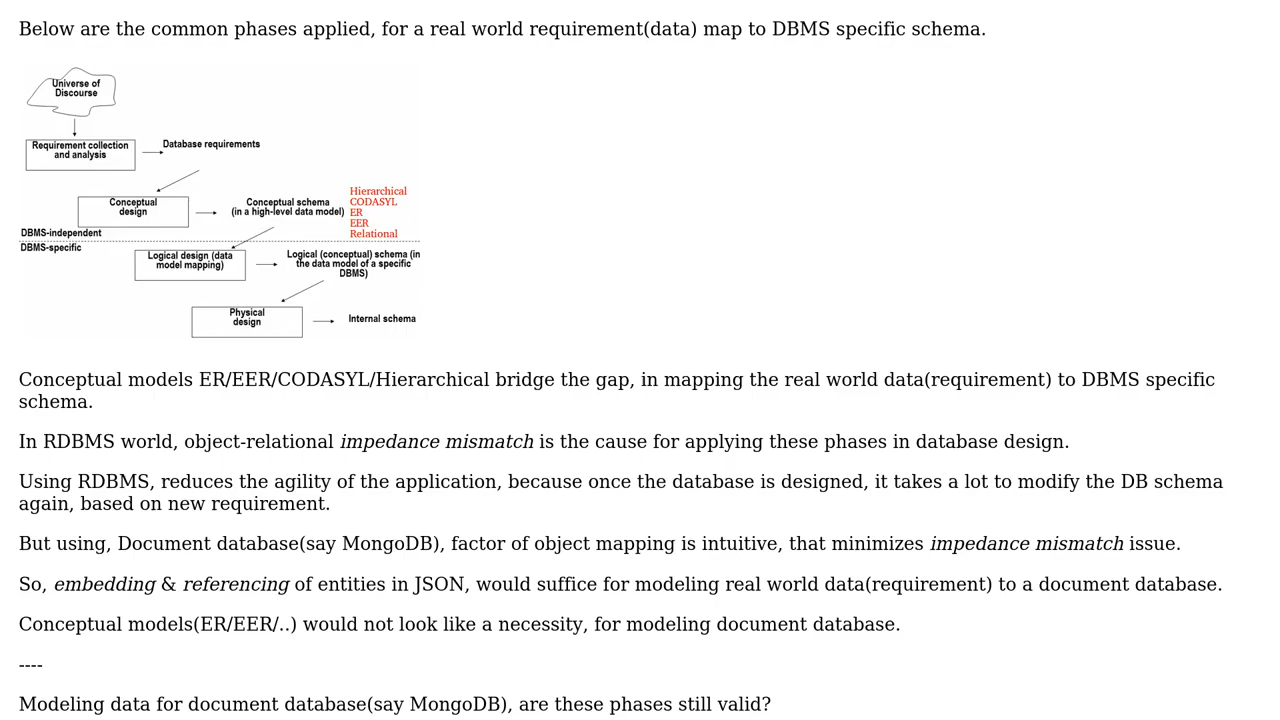 Below are the common phases applied, for a real world requirement(data) map to DBMS specific schema.
Universe of
Discourse
Requirement collection
and analysis
Database requirements
Conceptual
design
Conceptual schema
(in a high-level data model)
Hierarchical
CODASYL
ER
EER
Relational
DBMS-independent
DBMS-specific
Logical design (data
model mapping)
Logical (conceptual) schema (in
the data model of a specific
DBMS)
Physical
design
Internal schema
Conceptual models ER/EER/CODASYL/Hierarchical bridge the gap, in mapping the real world data(requirement) to DBMS specific
schema.
In RDBMS world, object-relational impedance mismatch is the cause for applying these phases in database design.
Using RDBMS, reduces the agility of the application, because once the database is designed, it takes a lot to modify the DB schema
again, based on new requirement.
But using, Document database(say MongoDB), factor of object mapping is intuitive, that minimizes impedance mismatch issue.
So, embedding & referencing of entities in JSON, would suffice for modeling real world data(requirement) to a document database.
Conceptual models(ER/EER/..) would not look like a necessity, for modeling document database.
----
Modeling data for document database(say MongoDB), are these phases still valid?